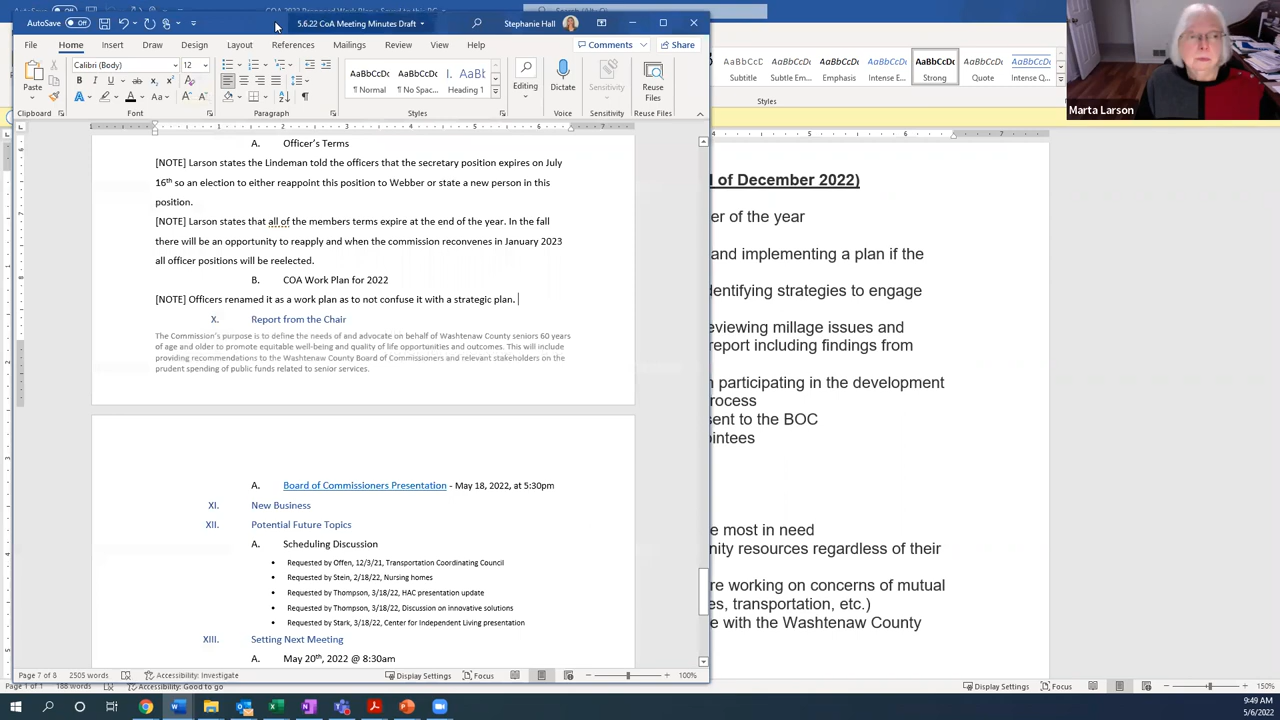 AutoSave
Off
5.6.22 CoA Meeting Minutes Draft
Stephanie Hall
File Home Insert Draw Design Layout References Mailings Review View Help
Comments
Share
Calibri (Body)
12
Paste
AaBbCcDc AaBbCcDc AaBbCc
¶ Normal ¶ No Spac... Heading 1
Editing
Dictate
Sensitivity
Reuse
Files
Clipboard Font Paragraph Styles Voice Sensitivity Reuse Files
AaBbCcDc AaBbCcDc AaBbCcDc AaBbCcDc AaBbCcDc AaBbCcDc AaBbCcDc
Subtitle Subtle Em... Emphasis Intense E... Strong Quote Intense Q...
Styles
Marta Larson
A. Officer's Terms
[NOTE] Larson states the Lindeman told the officers that the secretary position expires on July
16th so an election to either reappoint this position to Webber or state a new person in this
position.
[NOTE] Larson states that all of the members terms expire at the end of the year. In the fall
there will be an opportunity to reapply and when the commission reconvenes in January 2023
all officer positions will be reelected.
B. COA Work Plan for 2022
[NOTE] Officers renamed it as a work plan as to not confuse it with a strategic plan.
X. Report from the Chair
The Commission's purpose is to define the needs of and advocate on behalf of Washtenaw County seniors 60 years
of age and older to promote equitable well-being and quality of life opportunities and outcomes. This will include
providing recommendations to the Washtenaw County Board of Commissioners and relevant stakeholders on the
prudent spending of public funds related to senior services.
A. Board of Commissioners Presentation - May 18, 2022, at 5:30pm
XI. New Business
XII. Potential Future Topics
A. Scheduling Discussion
• Requested by Offen, 12/3/21, Transportation Coordinating Council
• Requested by Stein, 2/18/22, Nursing homes
• Requested by Thompson, 3/18/22, HAC presentation update
• Requested by Thompson, 3/18/22, Discussion on innovative solutions
• Requested by Stark, 3/18/22, Center for Independent Living presentation
XIII. Setting Next Meeting
A. May 20th, 2022 @ 8:30am
l of December 2022)
er of the year
and implementing a plan if the
dentifying strategies to engage
eviewing millage issues and
report including findings from
n participating in the development
rocess
sent to the BOC
ointees
e most in need
nity resources regardless of their
re working on concerns of mutual
es, transportation, etc.)
e with the Washtenaw County
Page 7 of 8 2505 words Accessibility: Investigate Display Settings Focus 100%
Page 1 of 1 188 words Accessibility: Good to go Display Settings Focus 150%
9:49 AM
5/6/2022